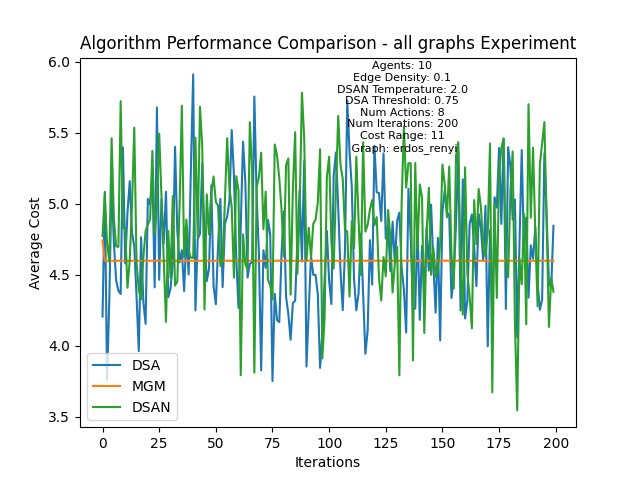 Algorithm Performance Comparison - all graphs Experiment
Agents: 10
Edge Density: 0.1
DSAN Temperature: 2.0
DSA Threshold: 0.75
Num Actions: 8
Num Iterations: 200
Cost Range: 11
Graph: erdos_renyi
6.0
5.5
5.0
4.5
4.0
3.5
Average Cost
DSA
MGM
DSAN
0 25 50 75 100 125 150 175 200
Iterations